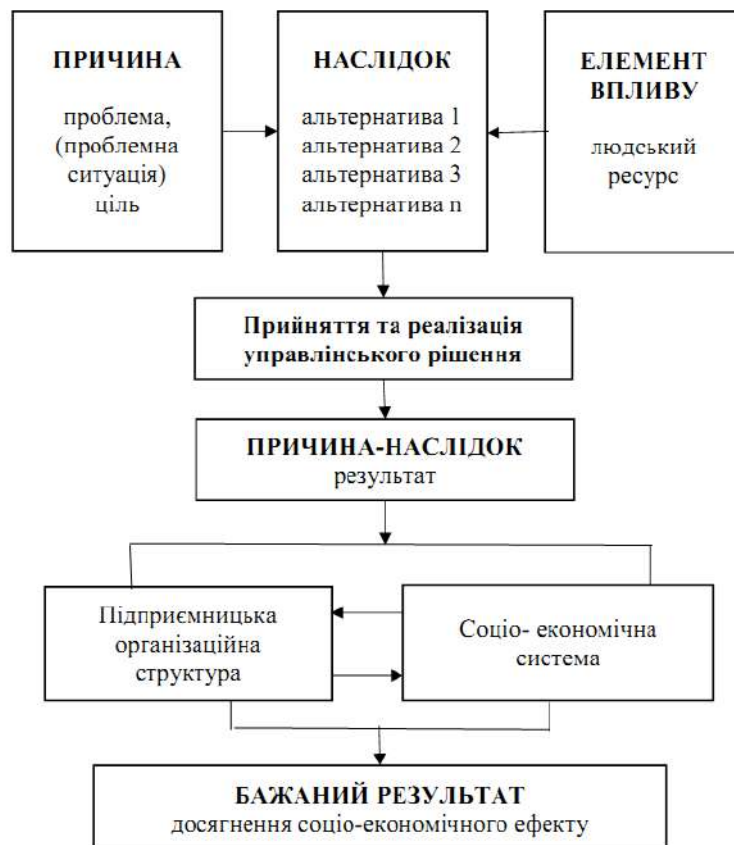 ПРИЧИНА
проблема,
(проблемна
ситуація)
ціль
НАСЛІДОК
альтернатива 1
альтернатива 2
альтернатива 3
альтернатива n
ЕЛЕМЕНТ
ВПЛИВУ
людський
ресурс
Прийняття та реалізація
управлінського рішення
ПРИЧИНА-НАСЛІДОК
результат
Підприємницька
організаційна
структура
Соціо- економічна
система
БАЖАНИЙ РЕЗУЛЬТАТ
досягнення соціо-економічного ефекту